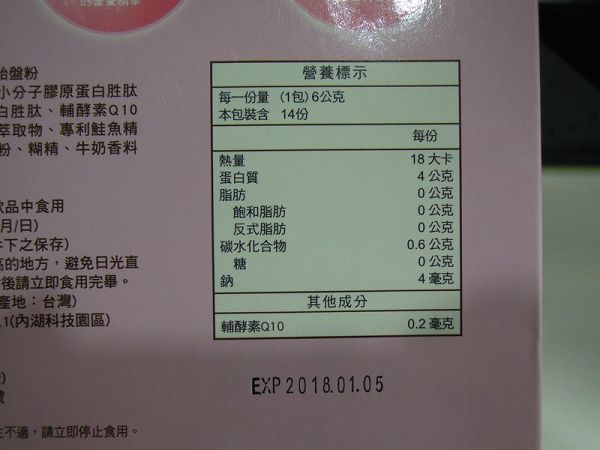 胎盤粉
小分子膠原蛋白胜肽
白胜肽、輔酵素Q10
萃取物、專利鮭魚精
粉、糊精、牛奶香料
飲品中食用
月/日)
件下之保存)
高的地方，避免日光直
後請立即食用完畢。
產地：台灣)
1(內湖科技園區)
號
生不適，請立即停止食用。
營養標示
每一份量 (1包) 6公克
本包裝含 14份
每份
熱量 18 大卡
蛋白質 4 公克
脂肪 0 公克
飽和脂肪 0 公克
反式脂肪 0 公克
碳水化合物 0.6 公克
糖 0 公克
鈉 4 毫克
其他成分
輔酵素Q10 0.2 毫克
EXP 2018.01.05